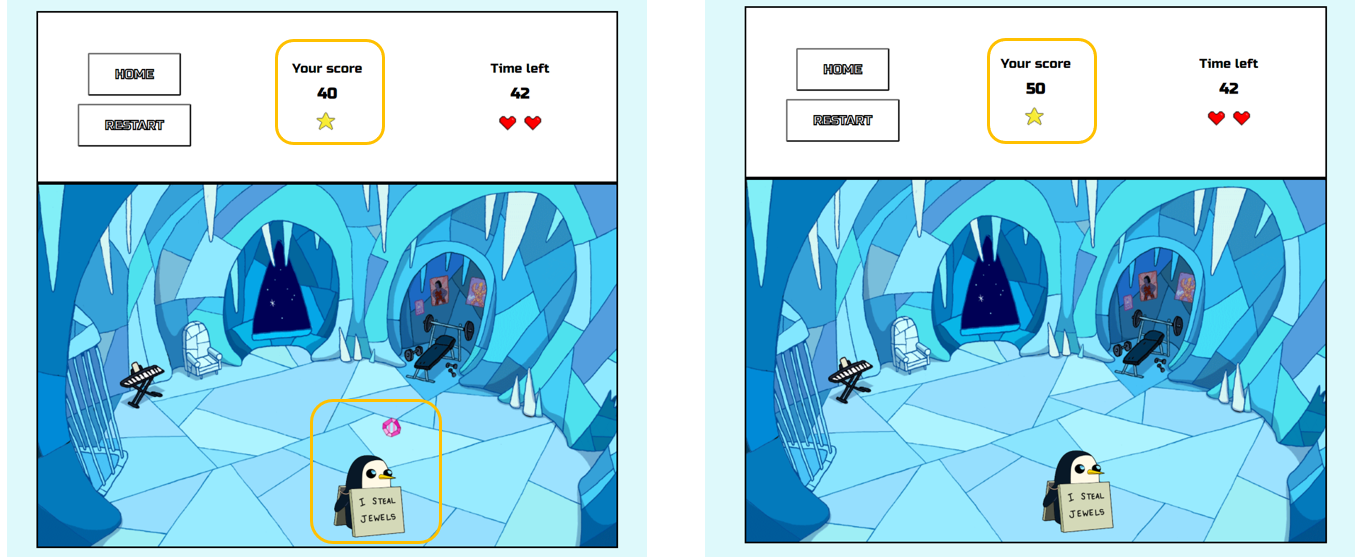 HOME
RESTART
Your score
40
Time left
42
I STEAL
JEWELS
HOME
RESTART
Your score
50
Time left
42
I STEAL
JEWELS